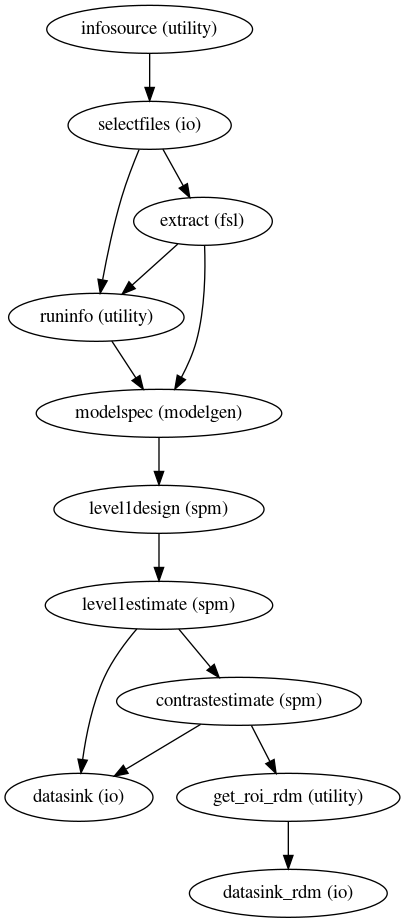 infosource (utility)
selectfiles (io)
extract (fsl)
runinfo (utility)
modelspec (modelgen)
level1design (spm)
level1estimate (spm)
contrastestimate (spm)
datasink (io)
get_roi_rdm (utility)
datasink_rdm (io)